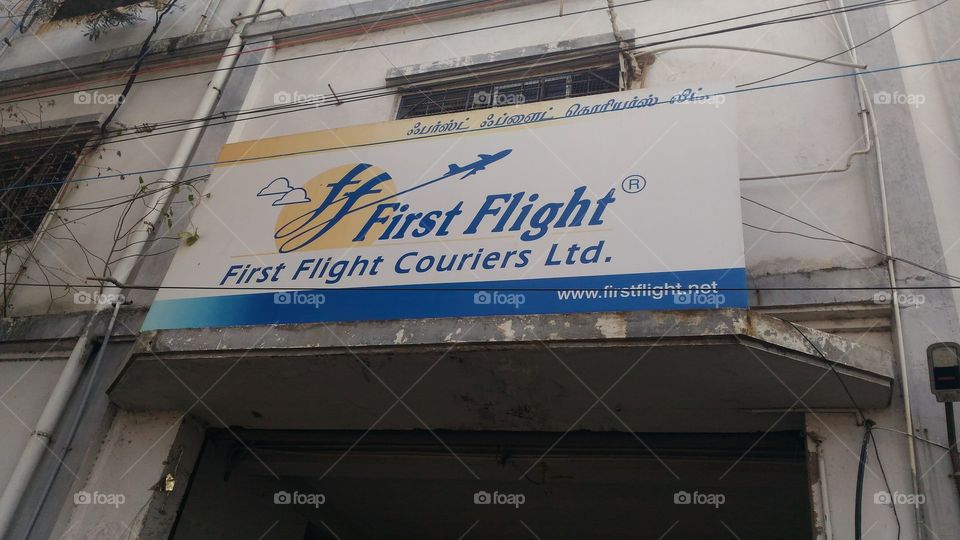 ஃபர்ஸ்ட் ஃப்ளைட் கொரியர்ஸ் லிட்.
First Flight ®
First Flight Couriers Ltd.
www.firstflight.net